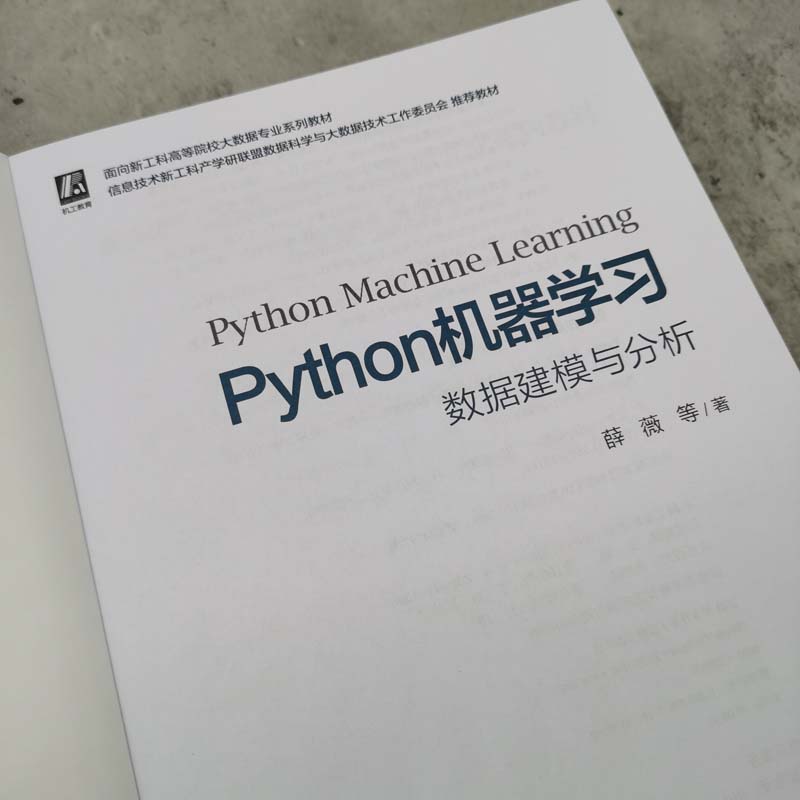 面向新工科高等院校大数据专业系列教材
信息技术新工科产学研联盟数据科学与大数据技术工作委员会 推荐教材
机工教育
Python Machine Learning
Python机器学习
数据建模与分析
薛 薇 等/著